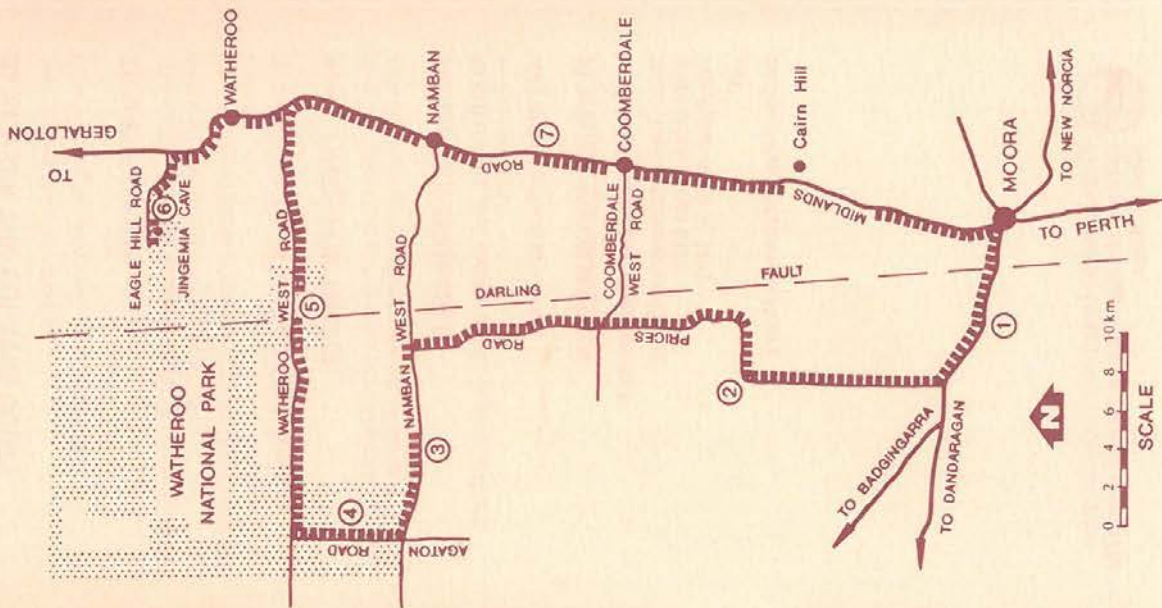 TO
GERALDTON
WATHEROO
EAGLE HILL ROAD
6
JINGEMIA CAVE
WATHEROO
NATIONAL PARK
WATHEROO WEST ROAD
5
NAMBAN
NAMBAN WEST ROAD
3
4
AGATON ROAD
7
ROAD
COOMBERDALE
COOMBERDALE
WEST ROAD
Cairn Hill
MIDLANDS
DARLING FAULT
PRICES ROAD
2
MOORA
TO NEW NORCIA
TO PERTH
1
TO BADGINGARRA
TO DANDARAGAN
N
0 2 4 6 8 10 km
SCALE